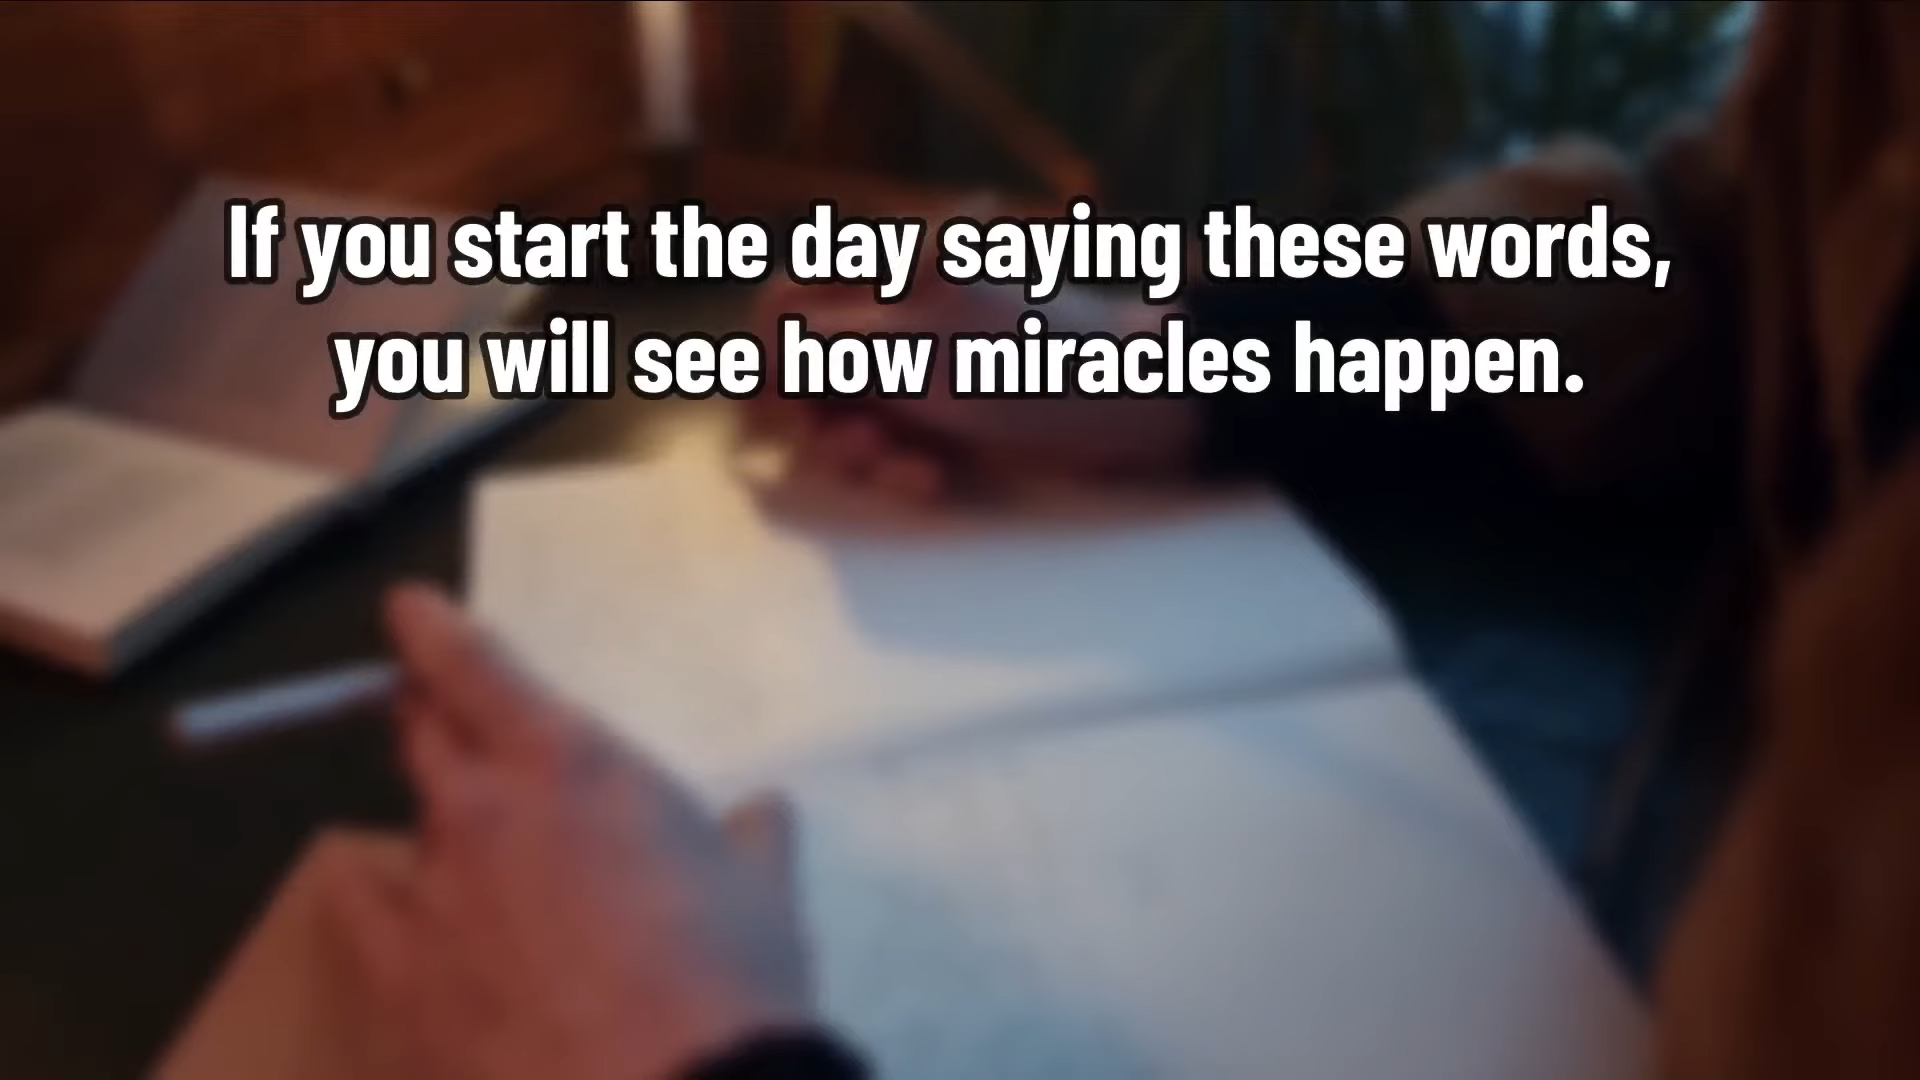 If you start the day saying these words,
you will see how miracles happen.